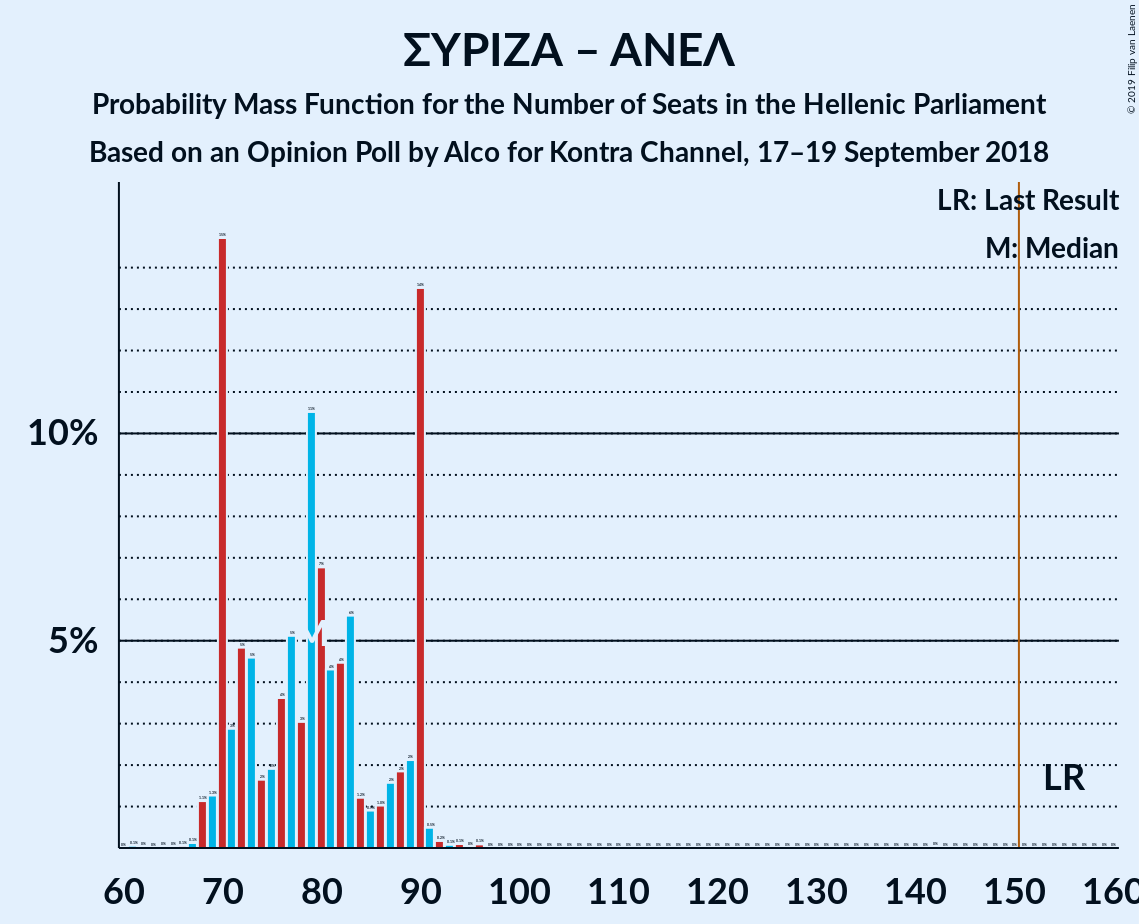 ΣΥΡΙΖΑ – ΑΝΕΛ
Probability Mass Function for the Number of Seats in the Hellenic Parliament
Based on an Opinion Poll by Alco for Kontra Channel, 17–19 September 2018
© 2019 Filip van Laenen
LR: Last Result
M: Median
10%
5%
M
LR
60 70 80 90 100 110 120 130 140 150 160